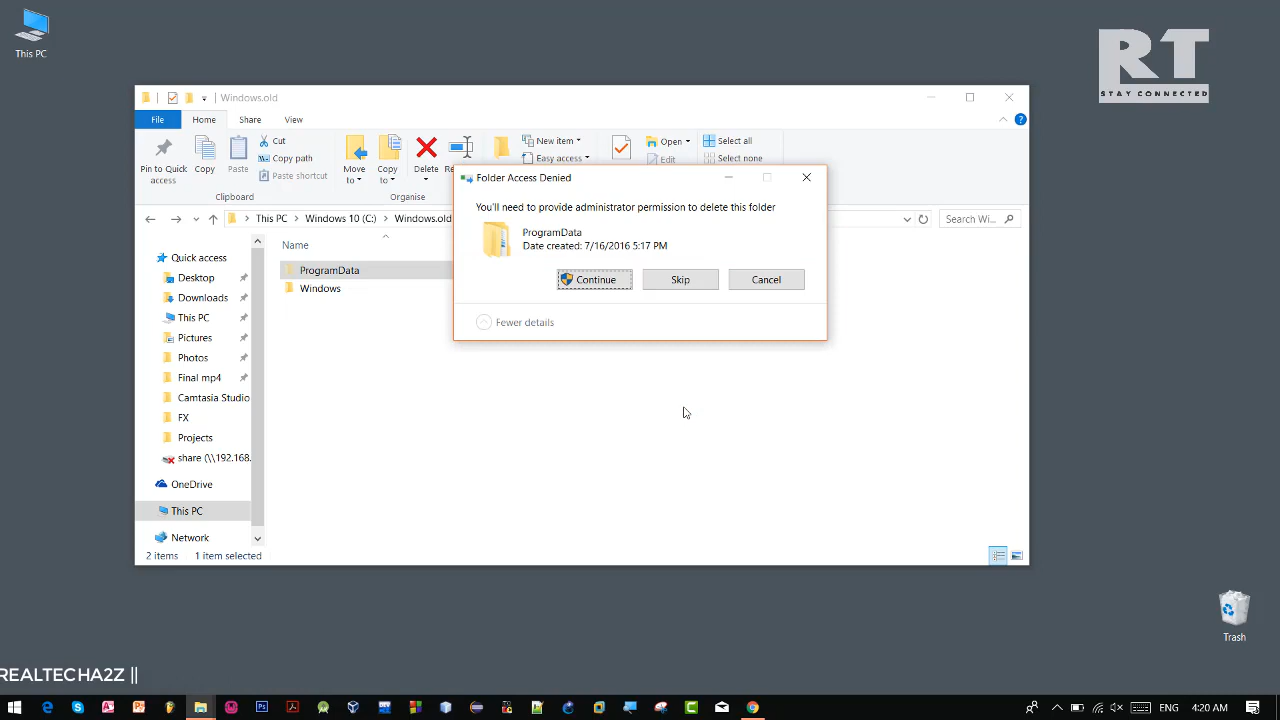 This PC
RT
STAY CONNECTED
Windows.old
File Home Share View
Pin to Quick access
Copy
Paste
Cut
Copy path
Paste shortcut
Clipboard
Move to
Copy to
Delete
New item
Easy access
Open
Edit
Select all
Select none
Organise
This PC Windows 10 (C:) Windows.old
Search Wi...
Quick access
Desktop
Downloads
This PC
Pictures
Photos
Final mp4
Camtasia Studio
FX
Projects
share (\\192.168.
OneDrive
This PC
Network
Name
ProgramData
Windows
Folder Access Denied
You'll need to provide administrator permission to delete this folder
ProgramData
Date created: 7/16/2016 5:17 PM
Continue Skip Cancel
Fewer details
2 items 1 item selected
Trash
REALTECHA2Z ||
ENG 4:20 AM